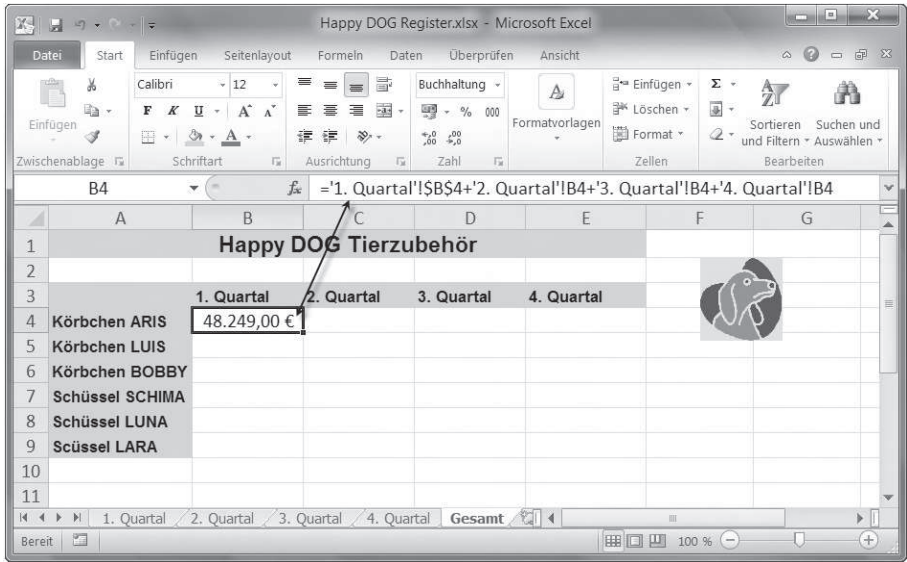 Happy DOG Register.xlsx - Microsoft Excel
Datei Start Einfügen Seitenlayout Formeln Daten Überprüfen Ansicht
Einfügen
Calibri 12
F K U A A
A
Buchhaltung
% 000
Formatvorlagen
Einfügen
Löschen
Format
Σ
Sortieren und Filtern
Suchen und Auswählen
Zwischenablage Schriftart Ausrichtung Zahl Zellen Bearbeiten
B4 fx ='1. Quartal'!$B$4+'2. Quartal'!B4+'3. Quartal'!B4+'4. Quartal'!B4
A B C D E F G
1 Happy DOG Tierzubehör
2
3 1. Quartal 2. Quartal 3. Quartal 4. Quartal
4 Körbchen ARIS 48.249,00 €
5 Körbchen LUIS
6 Körbchen BOBBY
7 Schüssel SCHIMA
8 Schüssel LUNA
9 Scüssel LARA
10
11
1. Quartal 2. Quartal 3. Quartal 4. Quartal Gesamt
Bereit 100 %